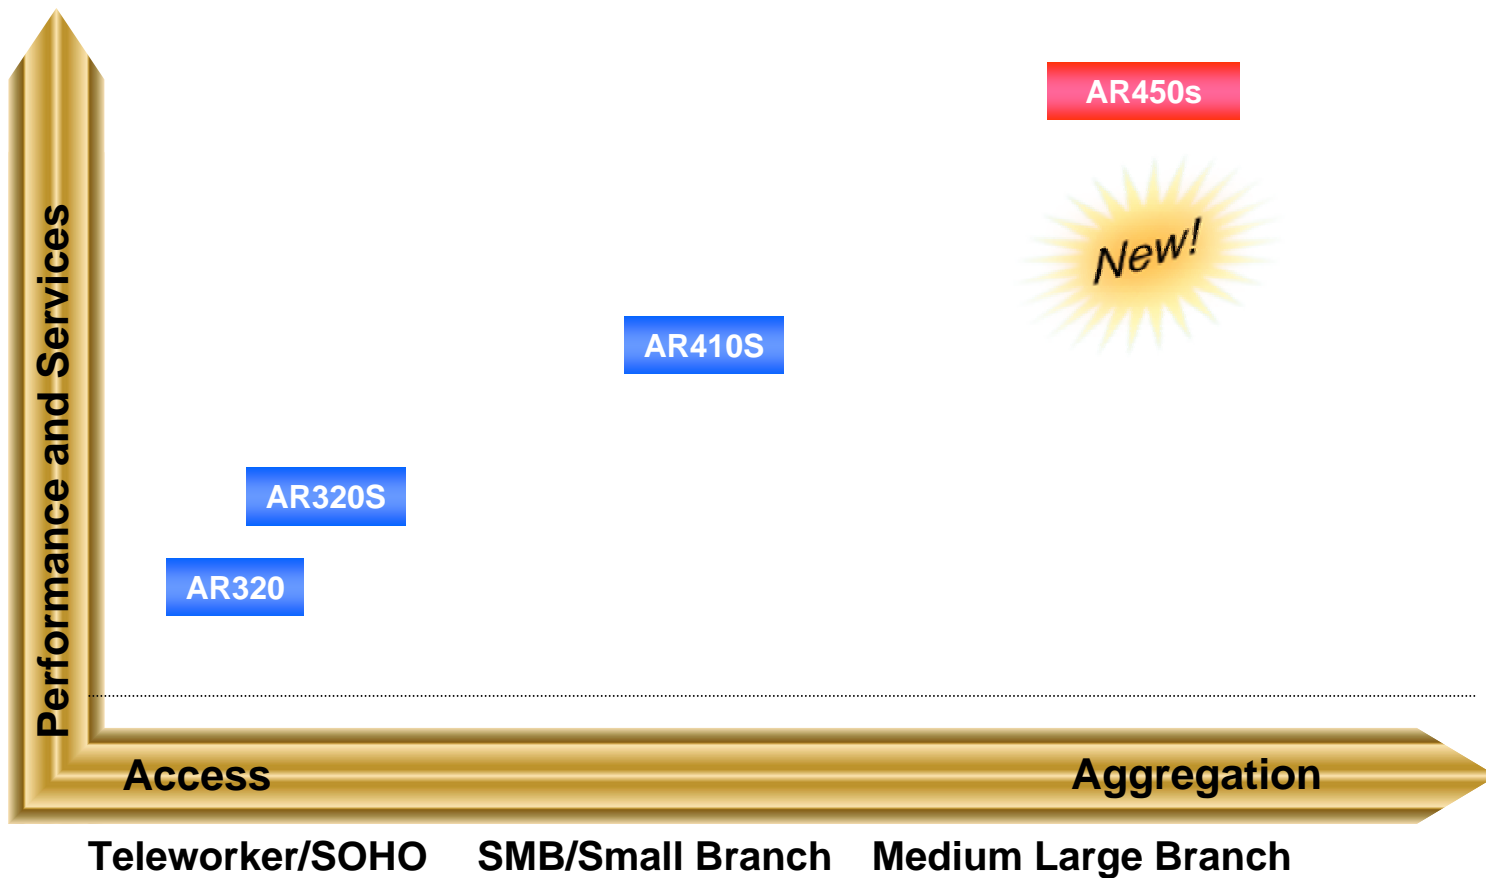 AR450s
New!
AR410S
AR320S
AR320
Performance and Services
Access
Aggregation
Teleworker/SOHO
SMB/Small Branch
Medium Large Branch